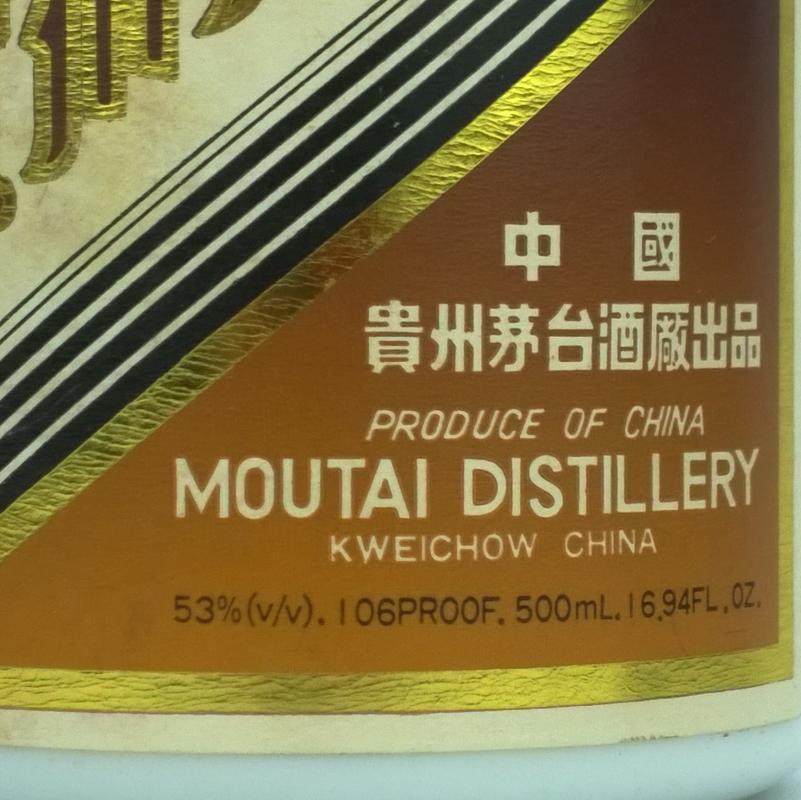 中國
貴州茅台酒廠出品
PRODUCE OF CHINA
MOUTAI DISTILLERY
KWEICHOW CHINA
53%(v/v). 106PROOF. 500mL. 16.94FL.OZ.